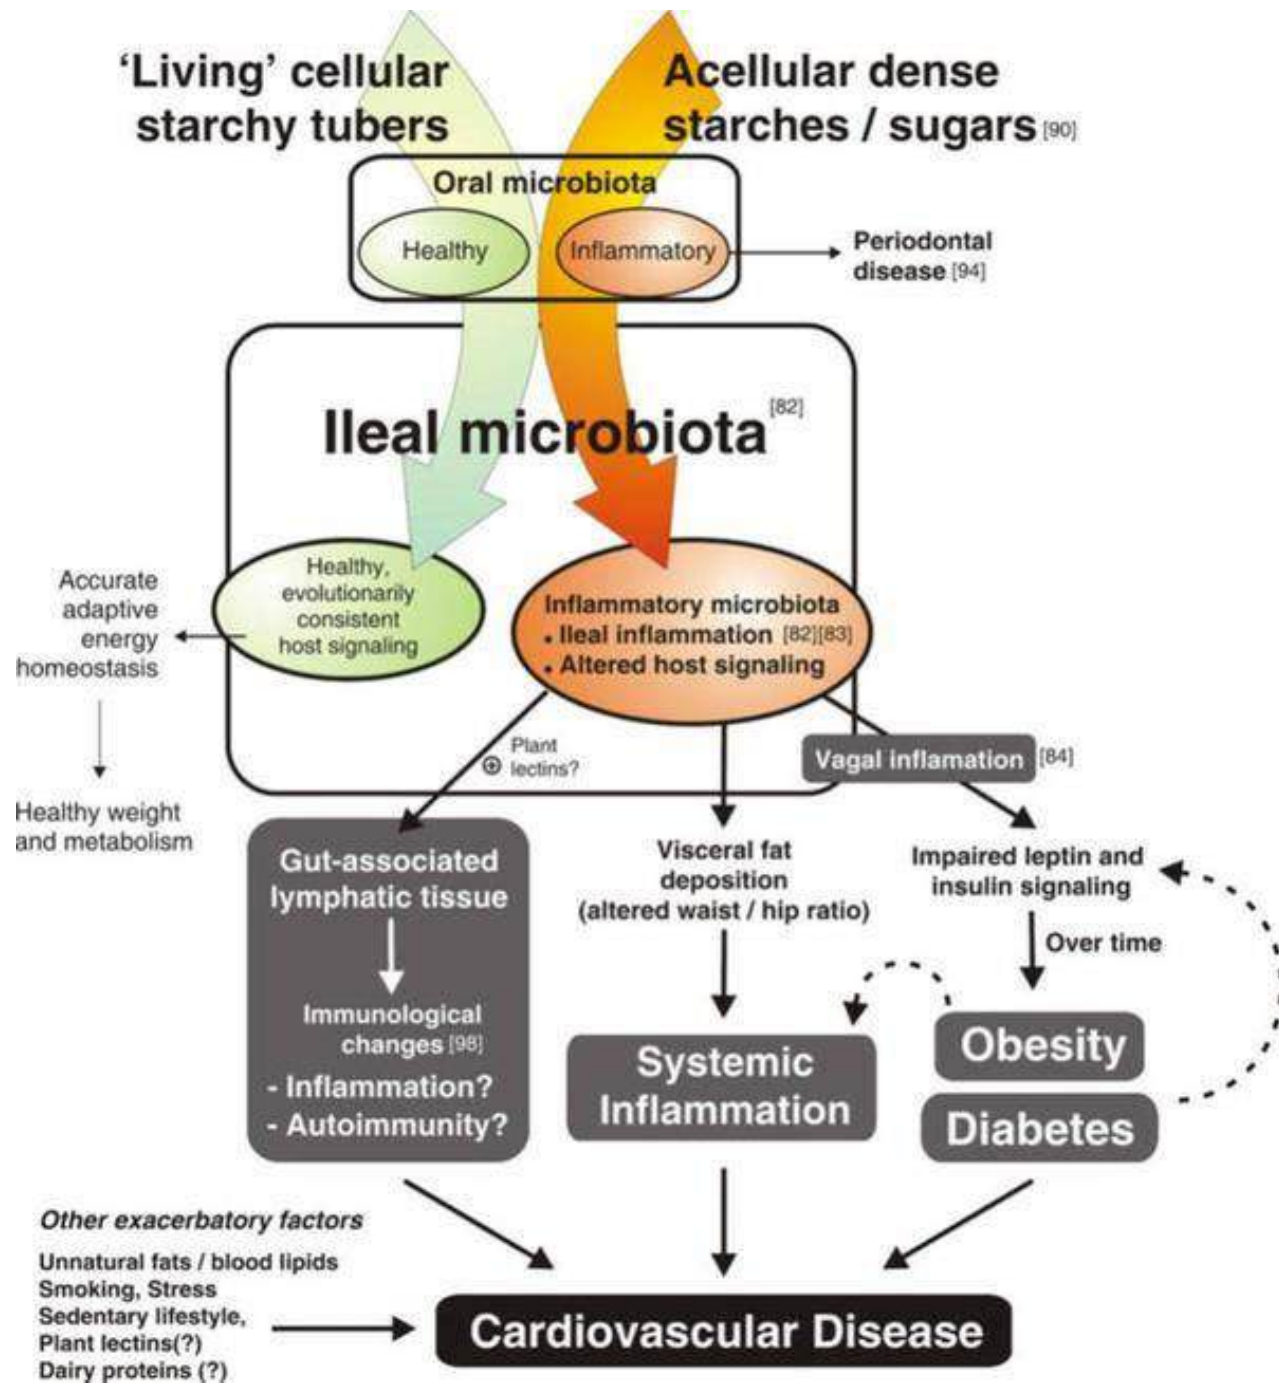 ‘Living’ cellular
starchy tubers
Acellular dense
starches / sugars [90]
Oral microbiota
Healthy
Inflammatory
Periodontal
disease [94]
Ileal microbiota [82]
Healthy,
evolutionarily
consistent
host signaling
Accurate
adaptive
energy
homeostasis
Healthy weight
and metabolism
Inflammatory microbiota
• Ileal inflammation [82][83]
• Altered host signaling
⊕ Plant
lectins?
Vagal inflamation [84]
Gut-associated
lymphatic tissue
Immunological
changes [98]
- Inflammation?
- Autoimmunity?
Visceral fat
deposition
(altered waist / hip ratio)
Systemic
Inflammation
Impaired leptin and
insulin signaling
Over time
Obesity
Diabetes
Other exacerbatory factors
Unnatural fats / blood lipids
Smoking, Stress
Sedentary lifestyle,
Plant lectins(?)
Dairy proteins (?)
Cardiovascular Disease